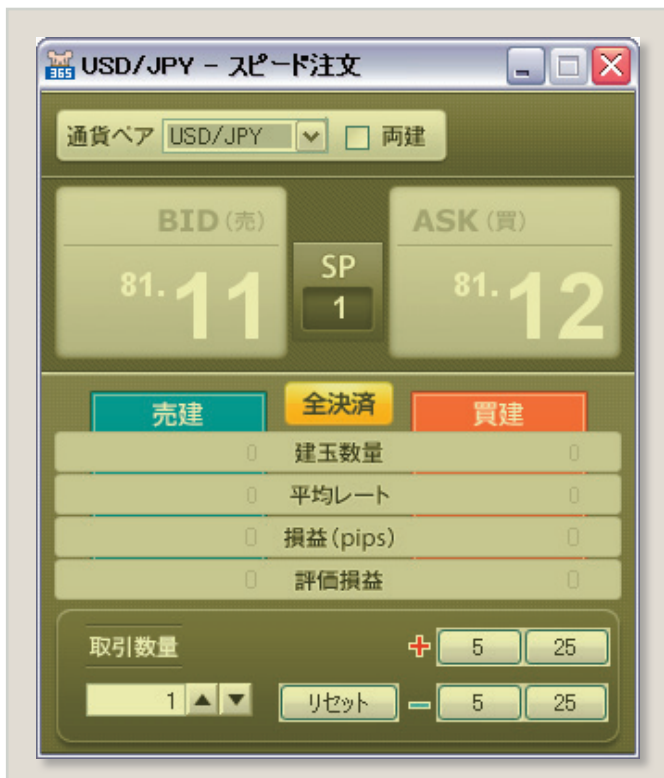 365 USD/JPY - スピード注文
通貨ペア USD/JPY 両建
BID(売) ASK(買)
SP
81.11 1 81.12
売建 全決済 買建
0 建玉数量 0
0 平均レート 0
0 損益(pips) 0
0 評価損益 0
取引数量 + 5 25
1 リセット - 5 25